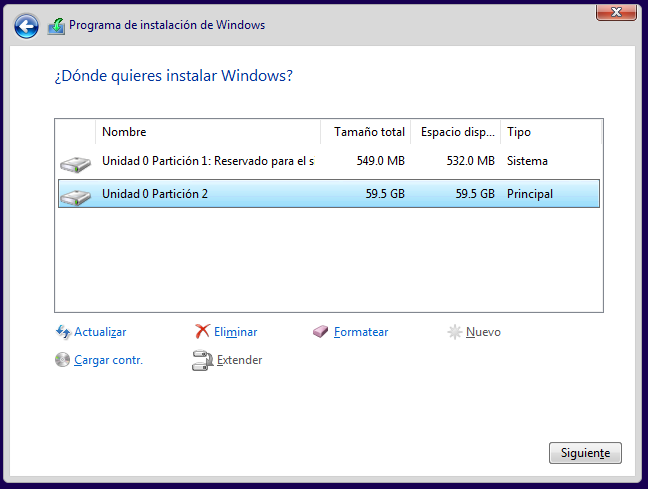 Programa de instalación de Windows
¿Dónde quieres instalar Windows?
Nombre Tamaño total Espacio disp... Tipo
Unidad 0 Partición 1: Reservado para el s 549.0 MB 532.0 MB Sistema
Unidad 0 Partición 2 59.5 GB 59.5 GB Principal
Actualizar Eliminar Formatear Nuevo
Cargar contr. Extender
Siguiente